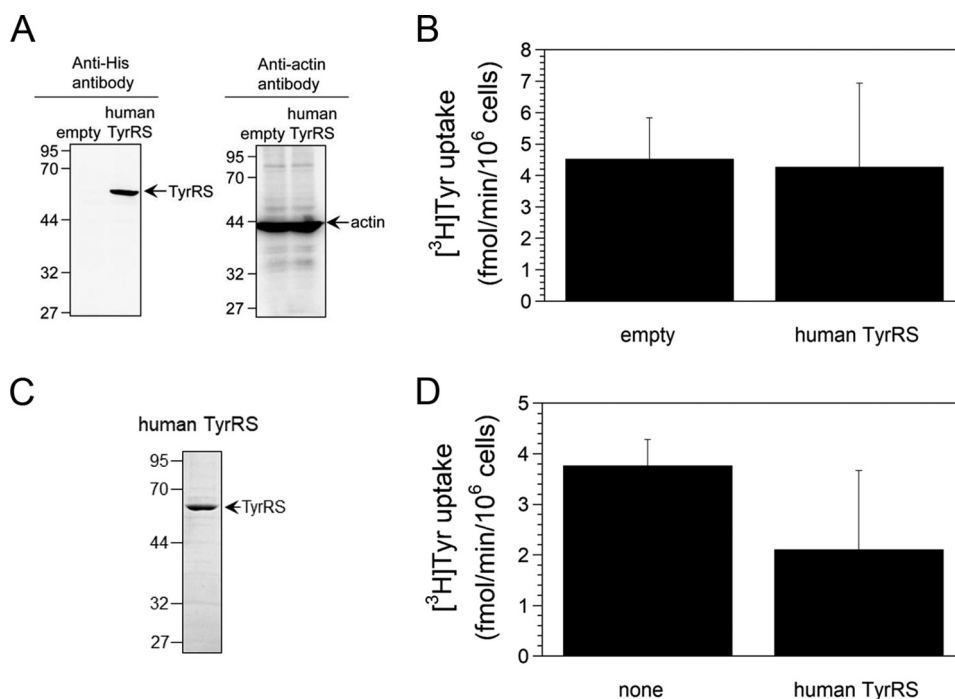 A
Anti-His
antibody
Anti-actin
antibody
empty
human
TyrRS
empty
human
TyrRS
95
70
44
32
27
TyrRS
95
70
44
32
27
actin
B
[³H]Tyr uptake
(fmol/min/10⁶ cells)
8
7
6
5
4
3
2
1
0
empty
human TyrRS
C
human TyrRS
95
70
44
32
27
TyrRS
D
[³H]Tyr uptake
(fmol/min/10⁶ cells)
5
4
3
2
1
0
none
human TyrRS